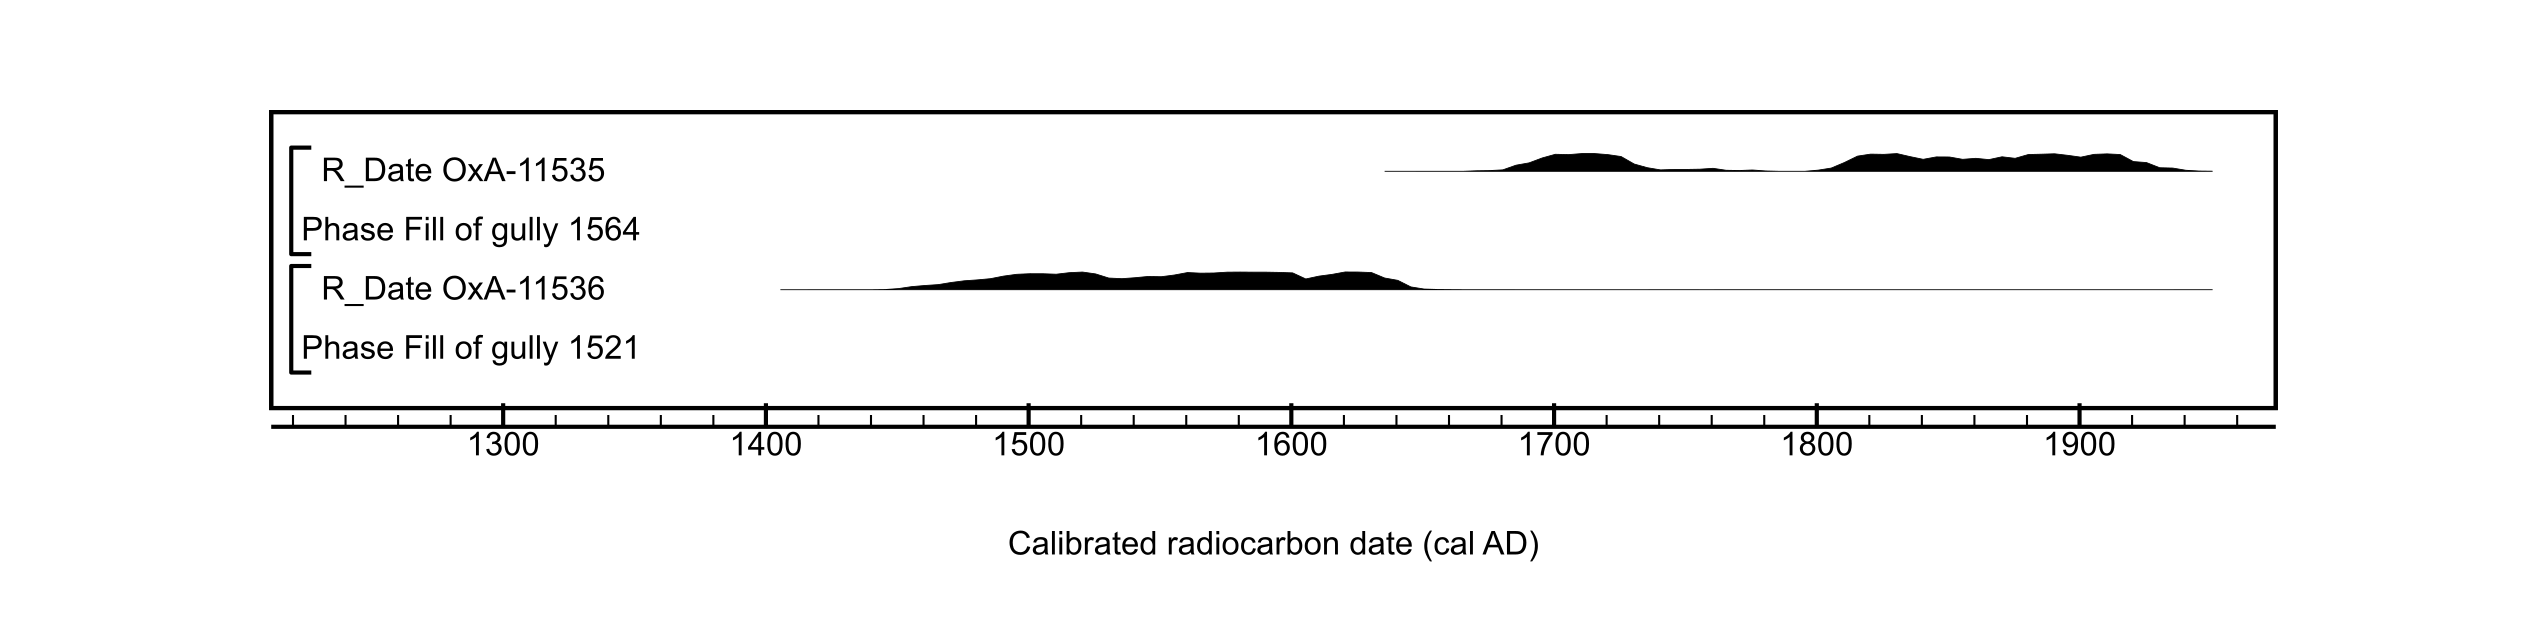 R_Date OxA-11535
Phase Fill of gully 1564
R_Date OxA-11536
Phase Fill of gully 1521
1300 1400 1500 1600 1700 1800 1900
Calibrated radiocarbon date (cal AD)